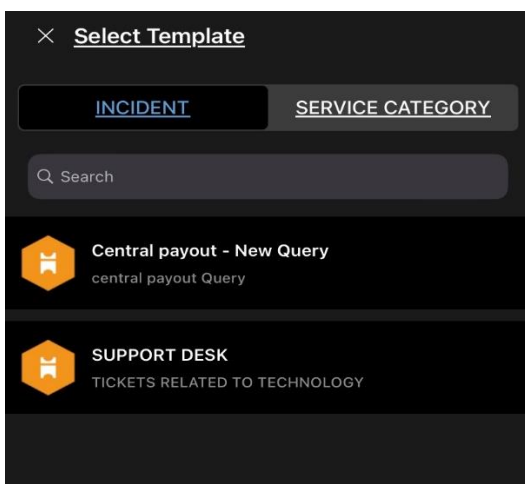 Select Template
INCIDENT
SERVICE CATEGORY
Search
Central payout - New Query
central payout Query
SUPPORT DESK
TICKETS RELATED TO TECHNOLOGY